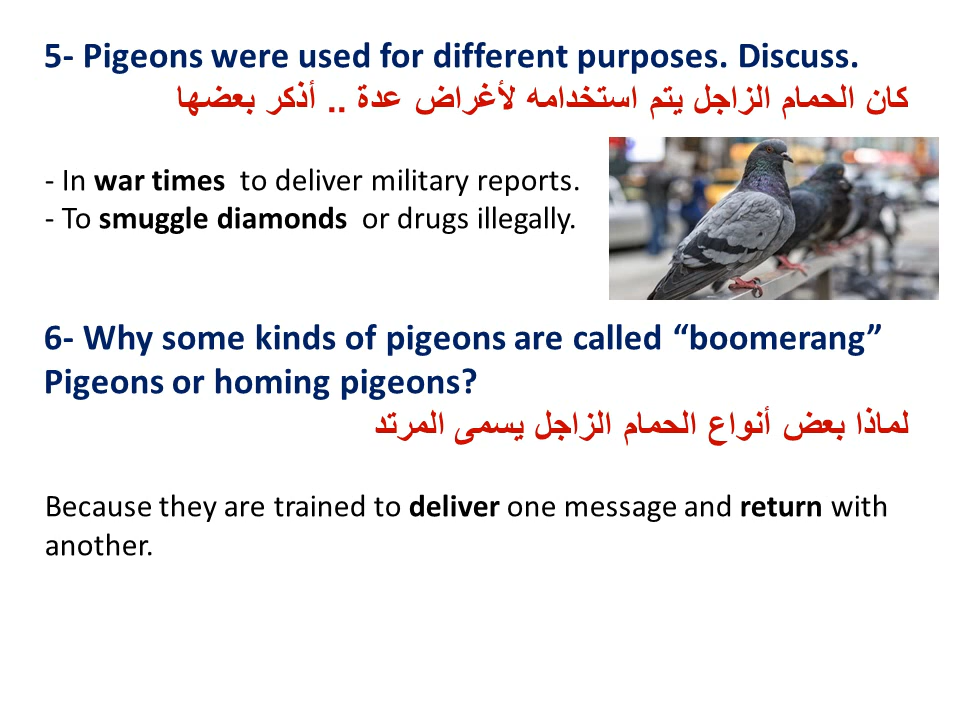 5- Pigeons were used for different purposes. Discuss.
كان الحمام الزاجل يتم استخدامه لأغراض عدة .. أذكر بعضها
- In war times to deliver military reports.
- To smuggle diamonds or drugs illegally.
6- Why some kinds of pigeons are called “boomerang”
Pigeons or homing pigeons?
لماذا بعض أنواع الحمام الزاجل يسمى المرتد
Because they are trained to deliver one message and return with
another.